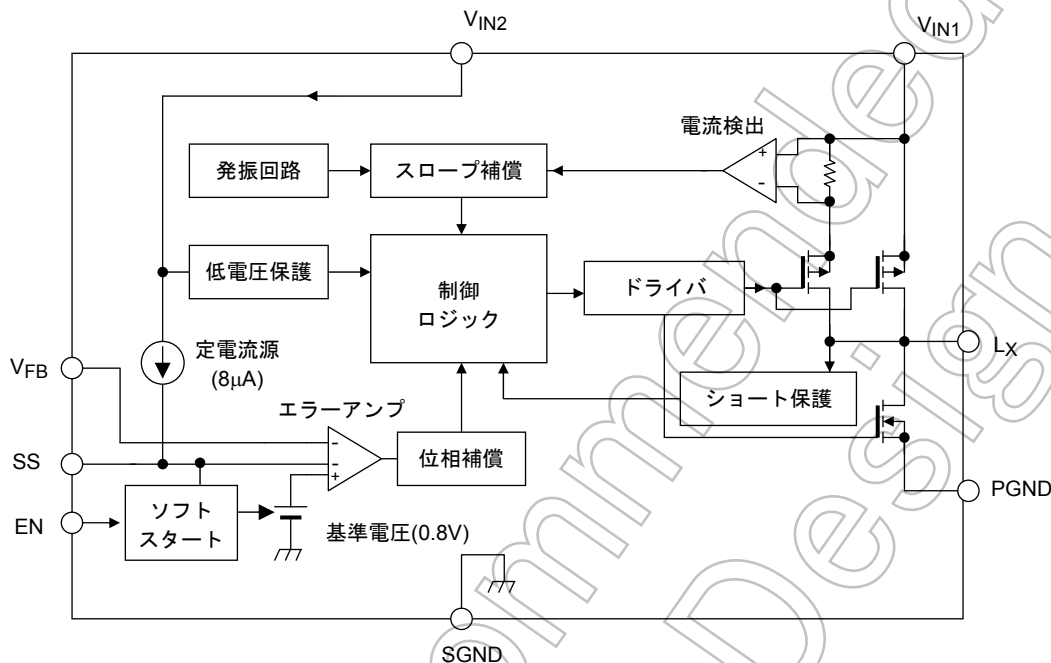 VIN2
VIN1
電流検出
+
-
発振回路
スロープ補償
低電圧保護
制御
ロジック
ドライバ
VFB
定電流源
(8μA)
LX
ショート保護
エラーアンプ
-
-
+
位相補償
SS
EN
ソフト
スタート
基準電圧(0.8V)
PGND
SGND
ommended
Design